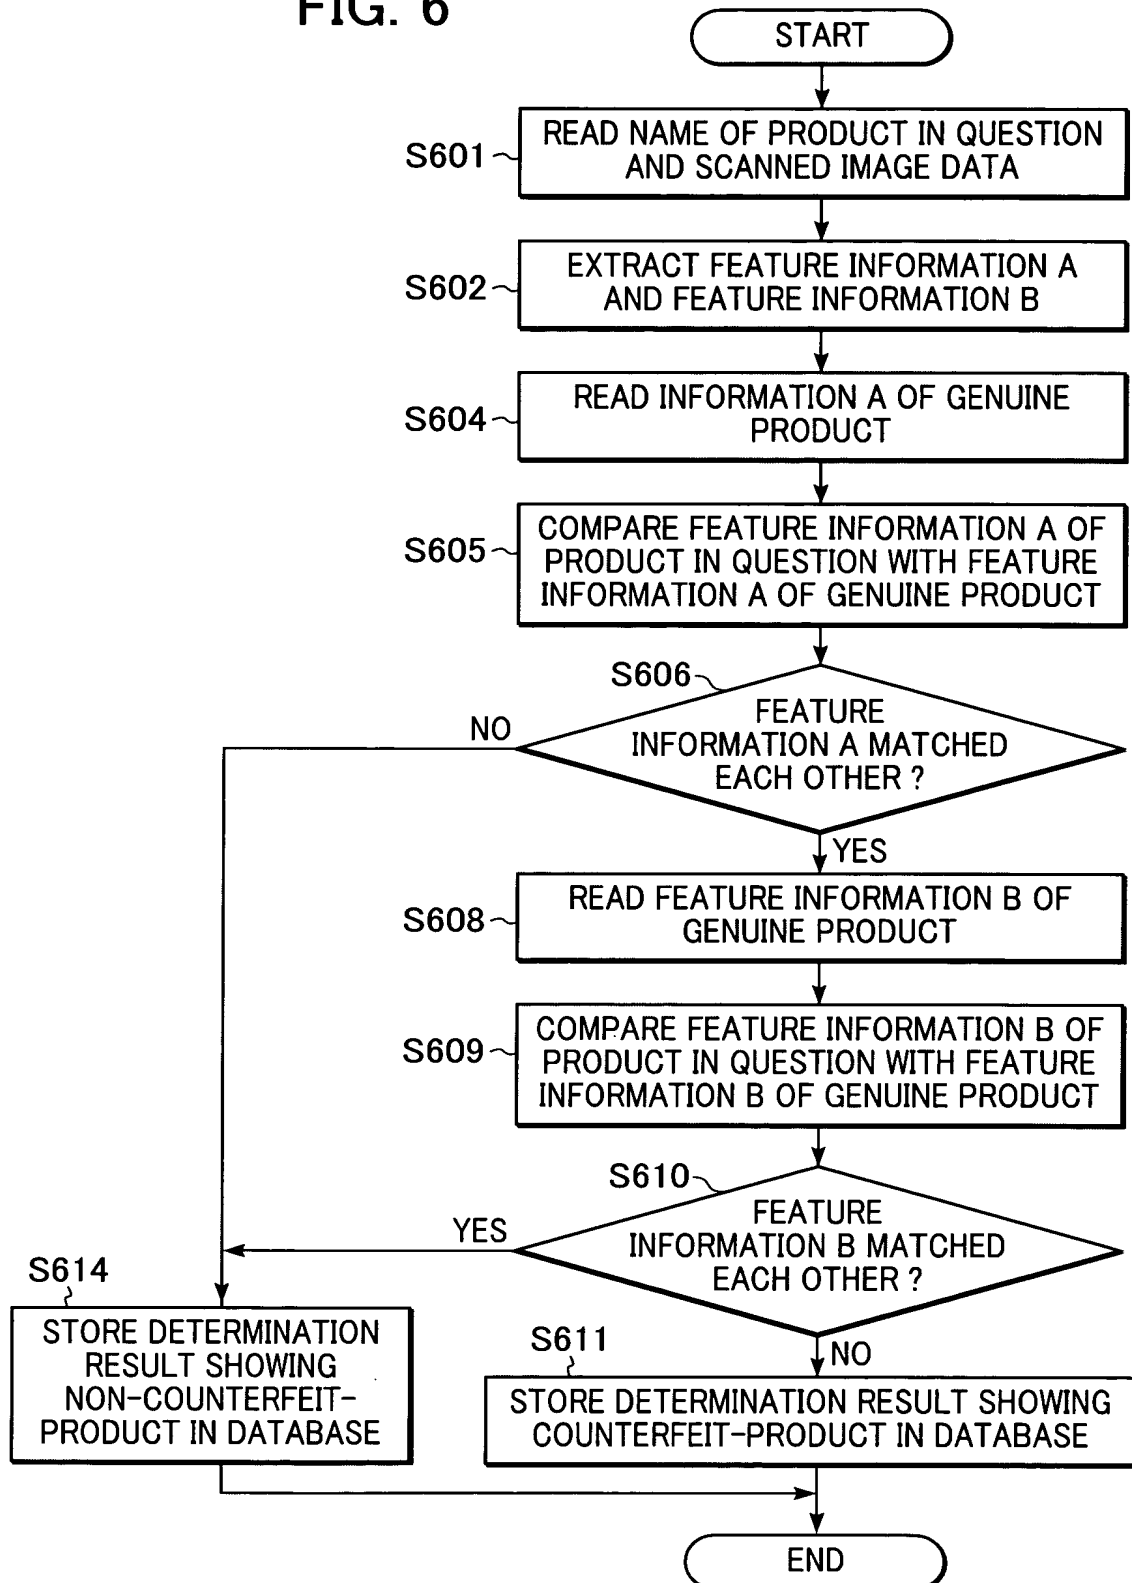 FIG. 6
START
S601
READ NAME OF PRODUCT IN QUESTION
AND SCANNED IMAGE DATA
S602
EXTRACT FEATURE INFORMATION A
AND FEATURE INFORMATION B
S604
READ INFORMATION A OF GENUINE
PRODUCT
S605
COMPARE FEATURE INFORMATION A OF
PRODUCT IN QUESTION WITH FEATURE
INFORMATION A OF GENUINE PRODUCT
S606
FEATURE
INFORMATION A MATCHED
EACH OTHER ?
NO
YES
S608
READ FEATURE INFORMATION B OF
GENUINE PRODUCT
S609
COMPARE FEATURE INFORMATION B OF
PRODUCT IN QUESTION WITH FEATURE
INFORMATION B OF GENUINE PRODUCT
S610
FEATURE
INFORMATION B MATCHED
EACH OTHER ?
YES
NO
S614
STORE DETERMINATION
RESULT SHOWING
NON-COUNTERFEIT-
PRODUCT IN DATABASE
S611
STORE DETERMINATION RESULT SHOWING
COUNTERFEIT-PRODUCT IN DATABASE
END